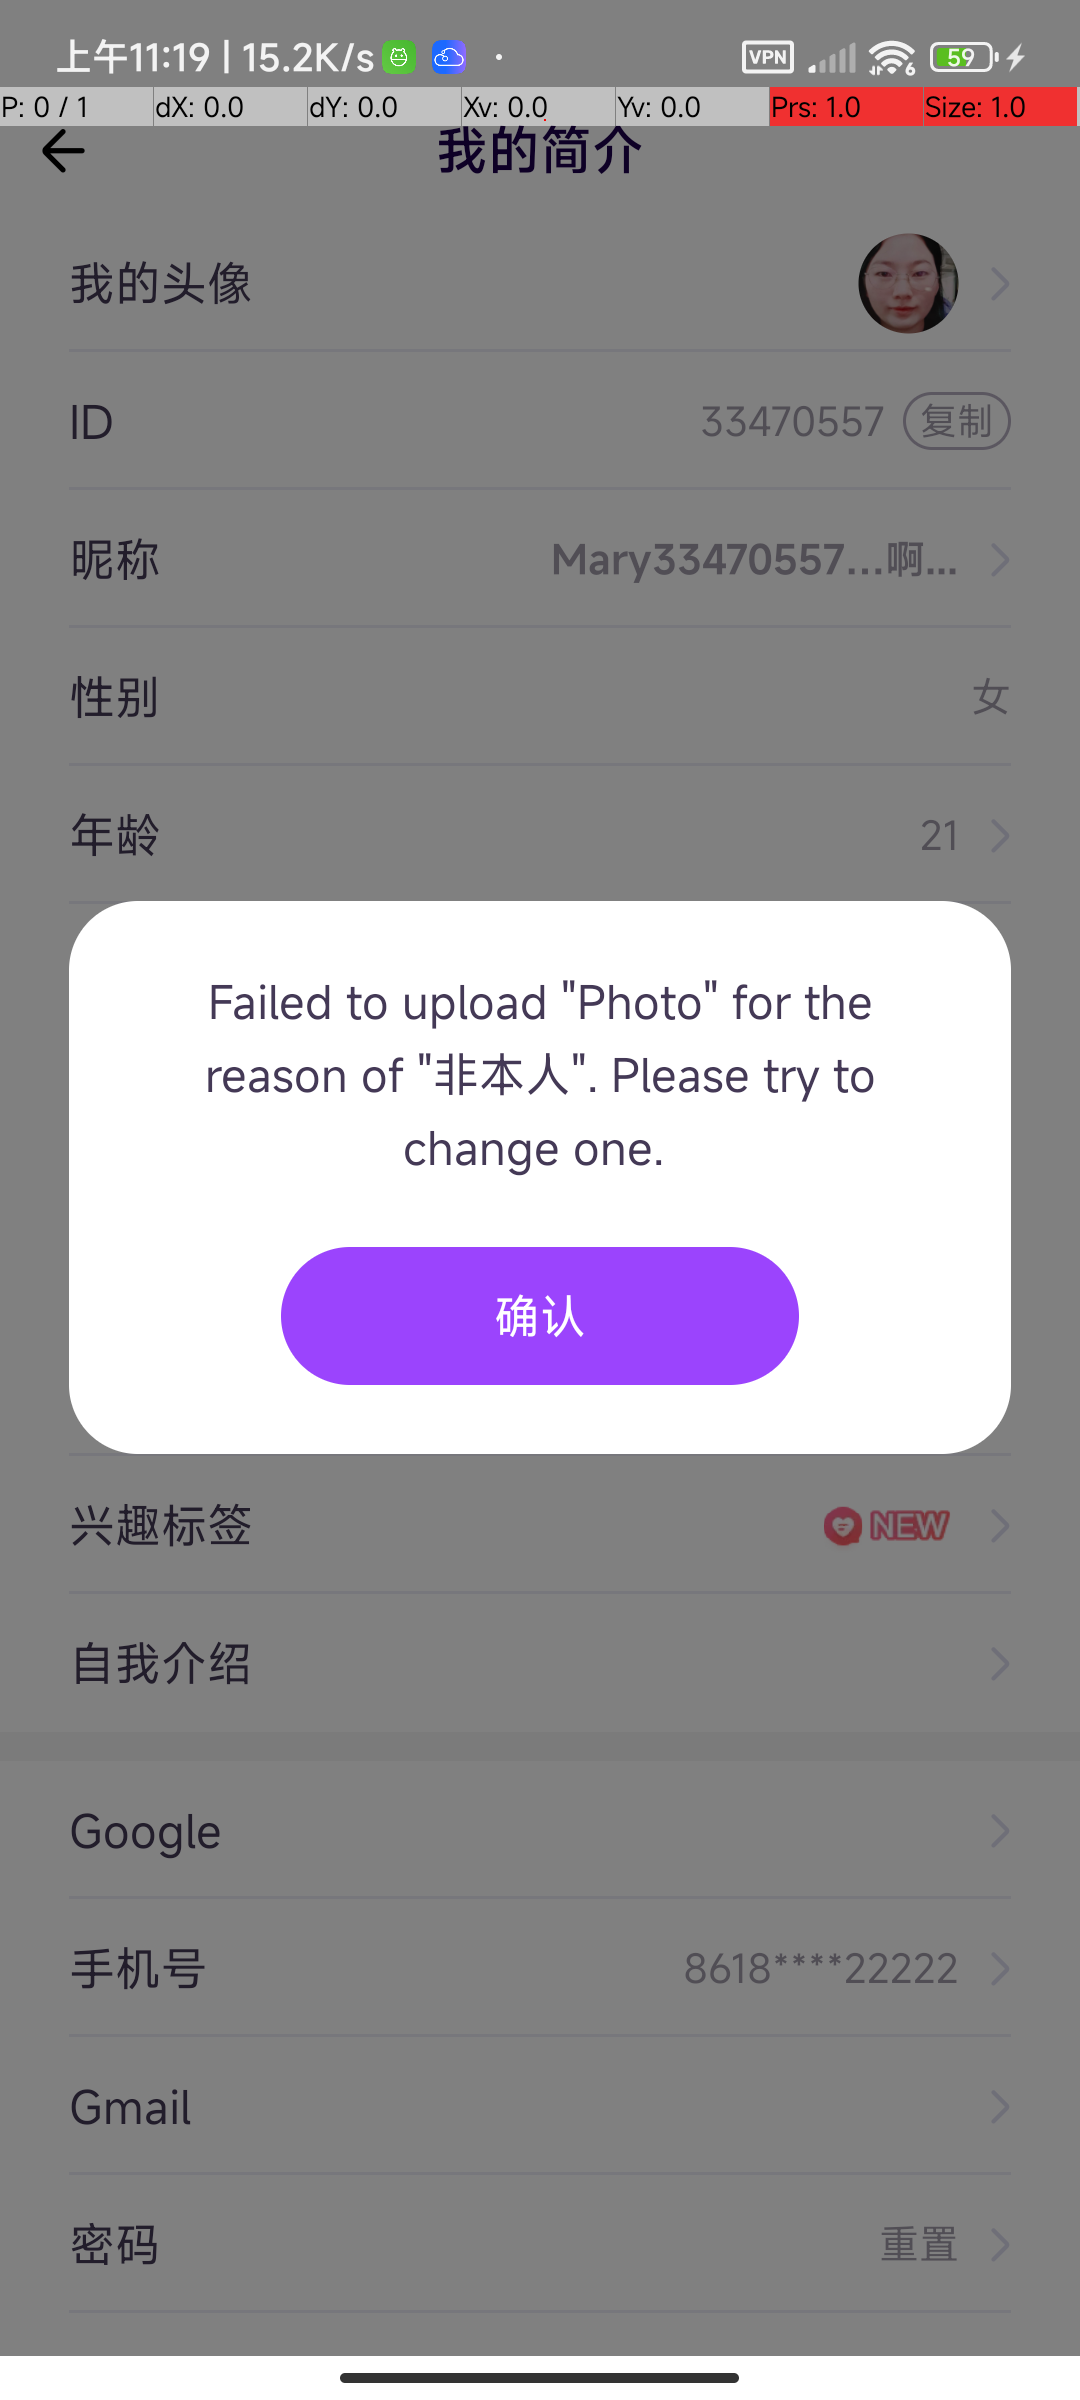 上午11:19 | 15.2K/s VPN 6 59
P: 0 / 1 dX: 0.0 dY: 0.0 Xv: 0.0 Yv: 0.0 Prs: 1.0 Size: 1.0
我的简介
我的头像
ID 33470557 复制
昵称 Mary33470557...啊...
性别 女
年龄 21
Failed to upload "Photo" for the
reason of "非本人". Please try to
change one.
确认
兴趣标签 NEW
自我介绍
Google
手机号 8618****22222
Gmail
密码 重置